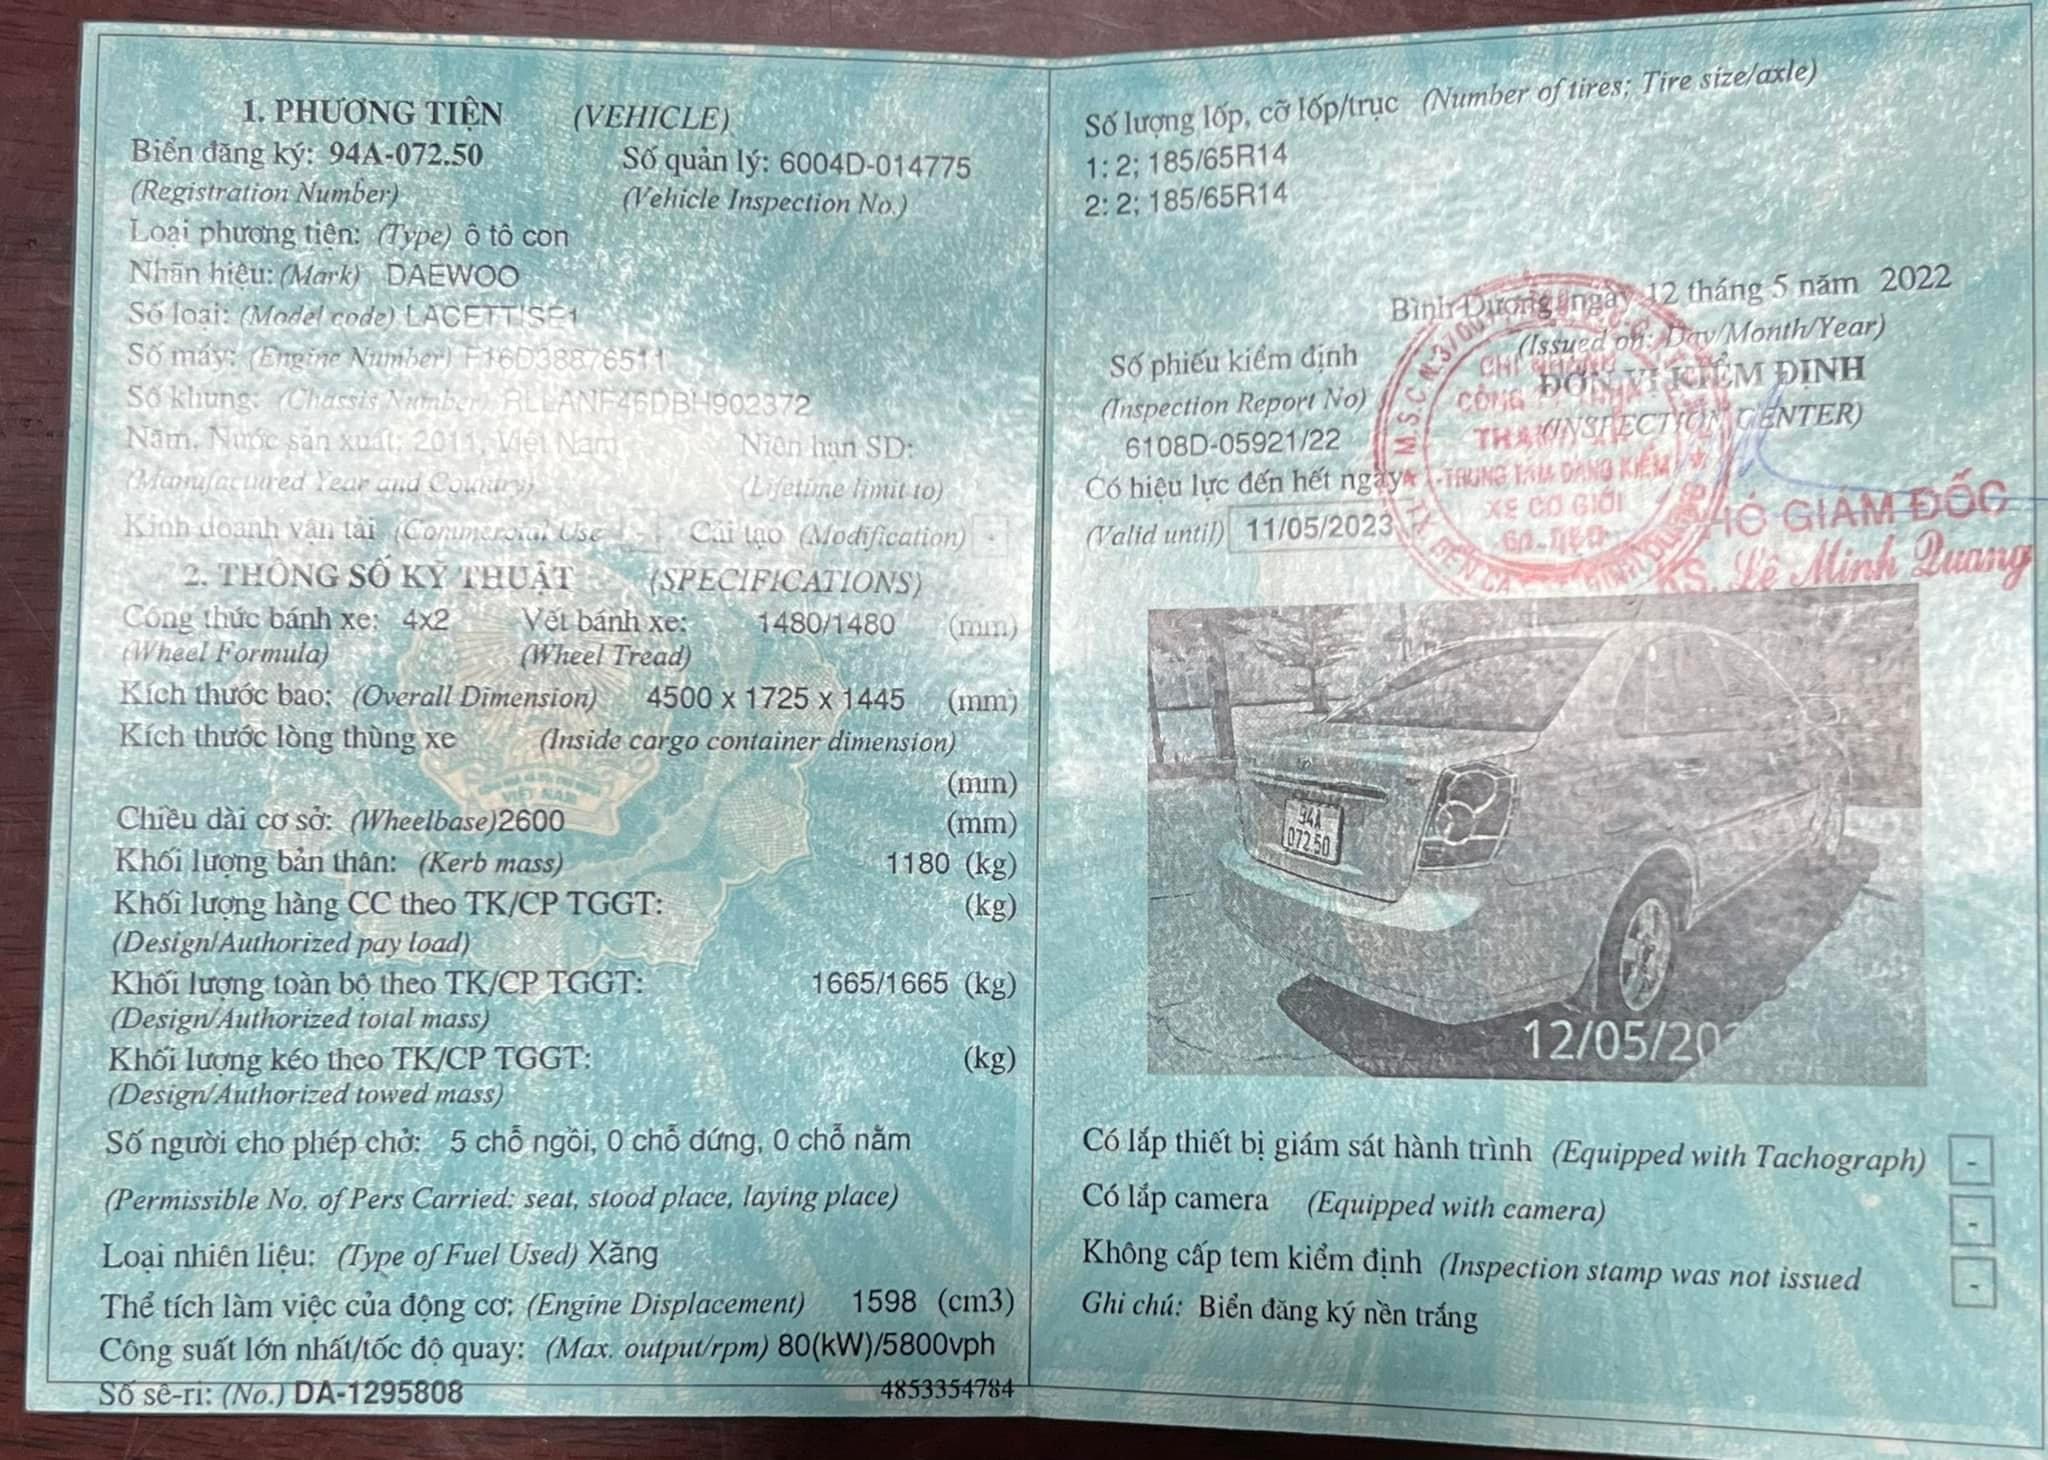 1. PHƯƠNG TIỆN (VEHICLE)
Biển đăng ký: 94A-072.50 Số quản lý: 6004D-014775
(Registration Number) (Vehicle Inspection No.)
Loại phương tiện: (Type) ô tô con
Nhãn hiệu: (Mark) DAEWOO
Số loại: (Model code) LACETTISE1
Số máy: (Engine Number) F16D38876511
Số khung: (Chassis Number) RLLANF46DBH902372
Năm, Nước sản xuất: 2011, Việt Nam Niên hạn SD:
(Manufactured Year and Country) (Lifetime limit to)
Kinh doanh vận tải (Commercial Use - Cải tạo (Modification) -
2. THÔNG SỐ KỸ THUẬT (SPECIFICATIONS)
Công thức bánh xe: 4x2 Vết bánh xe: 1480/1480 (mm)
(Wheel Formula) (Wheel Tread)
Kích thước bao: (Overall Dimension) 4500 x 1725 x 1445 (mm)
Kích thước lòng thùng xe (Inside cargo container dimension)
(mm)
VIỆT NAM
Chiều dài cơ sở: (Wheelbase)2600 (mm)
Khối lượng bản thân: (Kerb mass) 1180 (kg)
Khối lượng hàng CC theo TK/CP TGGT: (kg)
(Design/Authorized pay load)
Khối lượng toàn bộ theo TK/CP TGGT: 1665/1665 (kg)
(Design/Authorized total mass)
Khối lượng kéo theo TK/CP TGGT: (kg)
(Design/Authorized towed mass)
Số người cho phép chở: 5 chỗ ngồi, 0 chỗ đứng, 0 chỗ nằm
(Permissible No. of Pers Carried: seat, stood place, laying place)
Loại nhiên liệu: (Type of Fuel Used) Xăng
Thể tích làm việc của động cơ: (Engine Displacement) 1598 (cm3)
Công suất lớn nhất/tốc độ quay: (Max. output/rpm) 80(kW)/5800vph
Số sê-ri: (No.) DA-1295808 4853354784
Số lượng lốp, cỡ lốp/trục (Number of tires; Tire size/axle)
1: 2; 185/65R14
2: 2; 185/65R14
Bình Dương, ngày 12 tháng 5 năm 2022
(Issued on: Day/Month/Year)
Số phiếu kiểm định ĐƠN VỊ KIỂM ĐỊNH
(Inspection Report No) (INSPECTION CENTER)
6108D-05921/22
Có hiệu lực đến hết ngày
(Valid until) 11/05/2023
M.S.C.N:
CHI NHÁNH
CÔNG TY
TRUNG TÂM ĐĂNG KIỂM
XE CƠ GIỚI
PHÓ GIÁM ĐỐC
KS. Lê Minh Quang
94A
072.50
12/05/202
Có lắp thiết bị giám sát hành trình (Equipped with Tachograph) -
Có lắp camera (Equipped with camera) -
Không cấp tem kiểm định (Inspection stamp was not issued -
Ghi chú: Biển đăng ký nền trắng